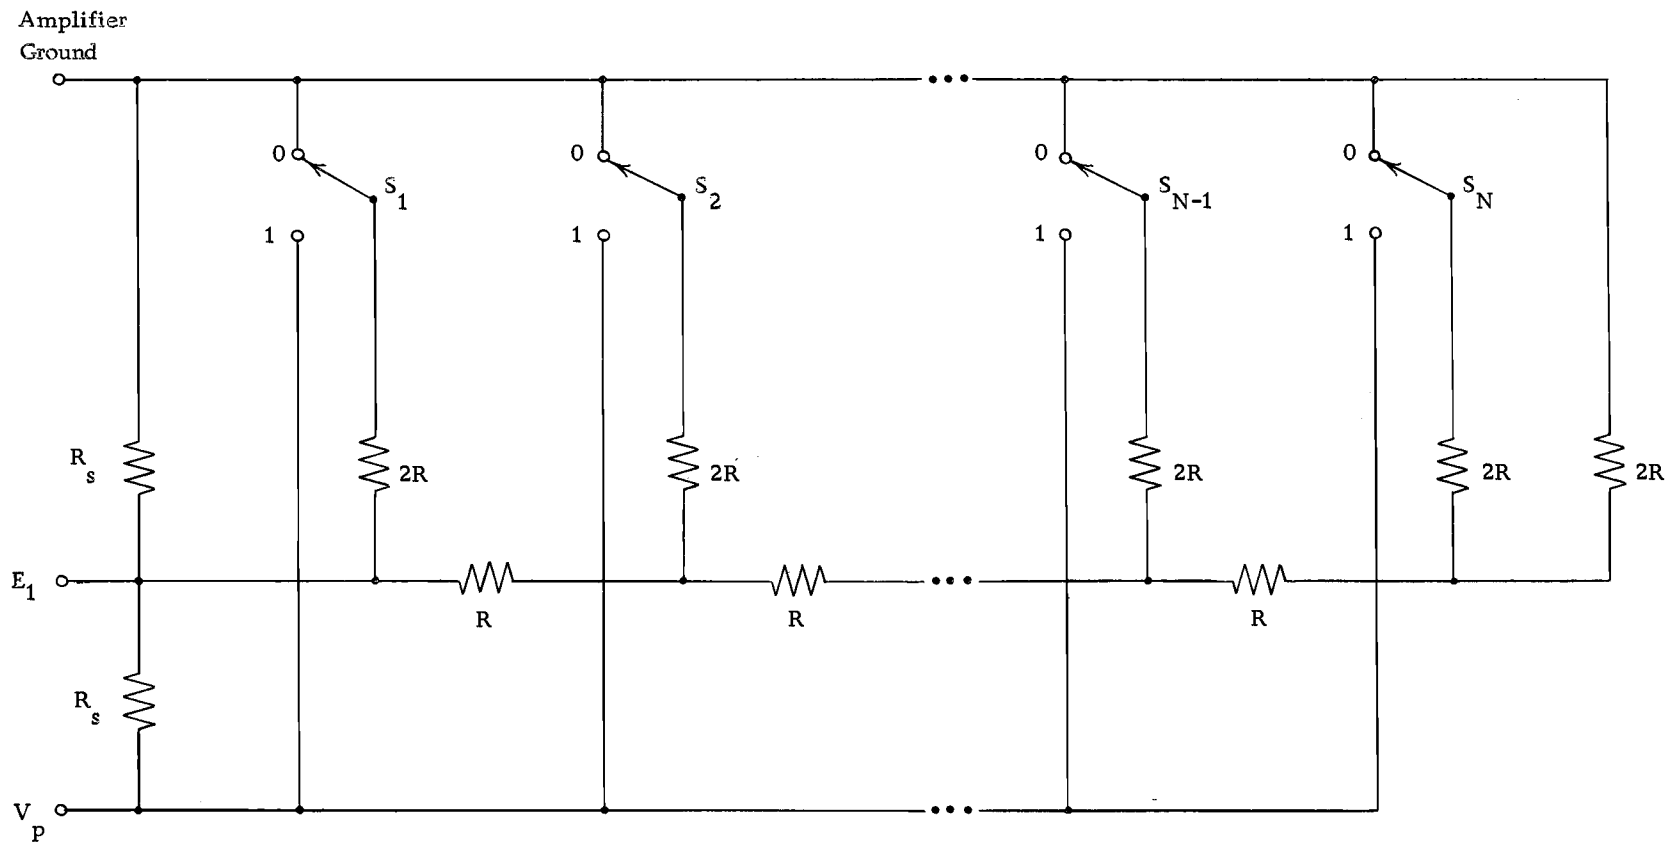 Amplifier
Ground
0 S1 0 S2 0 SN-1 0 SN
1 1 1 1
Rs 2R 2R 2R 2R 2R
E1
R R R
Rs
Vp